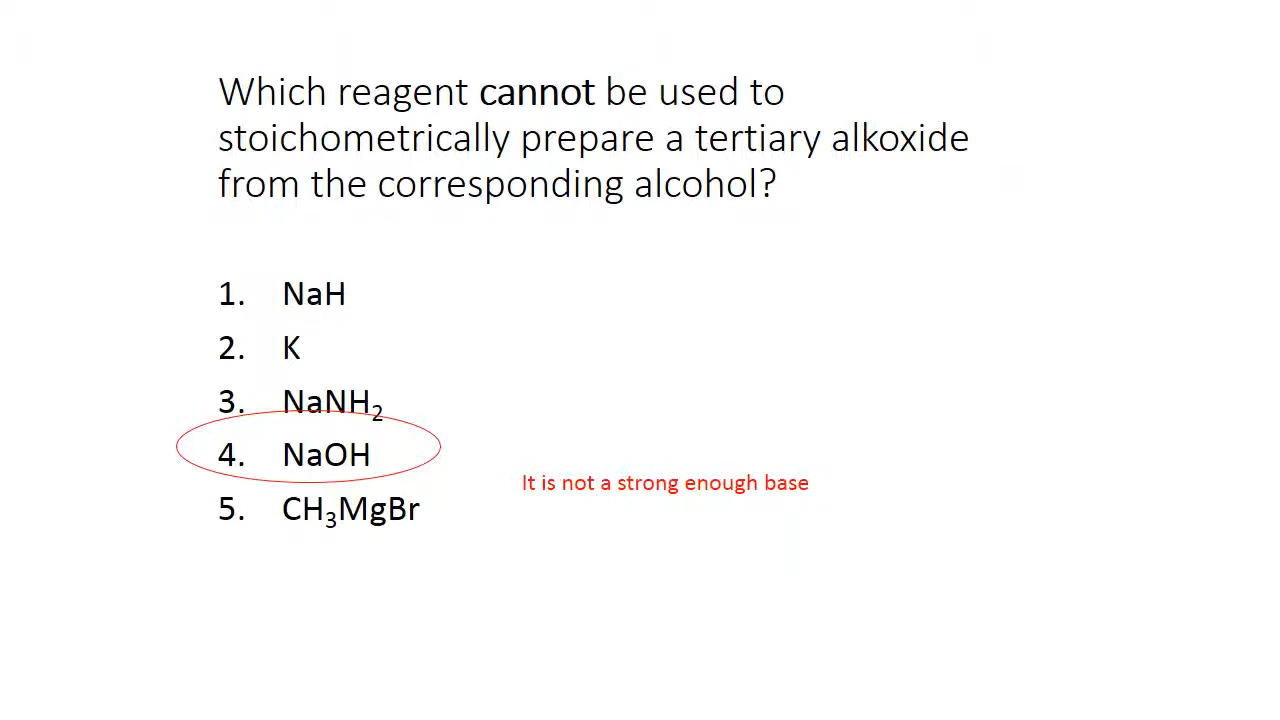 Which reagent cannot be used to
stoichometrically prepare a tertiary alkoxide
from the corresponding alcohol?
1. NaH
2. K
3. NaNH₂
4. NaOH
It is not a strong enough base
5. CH₃MgBr